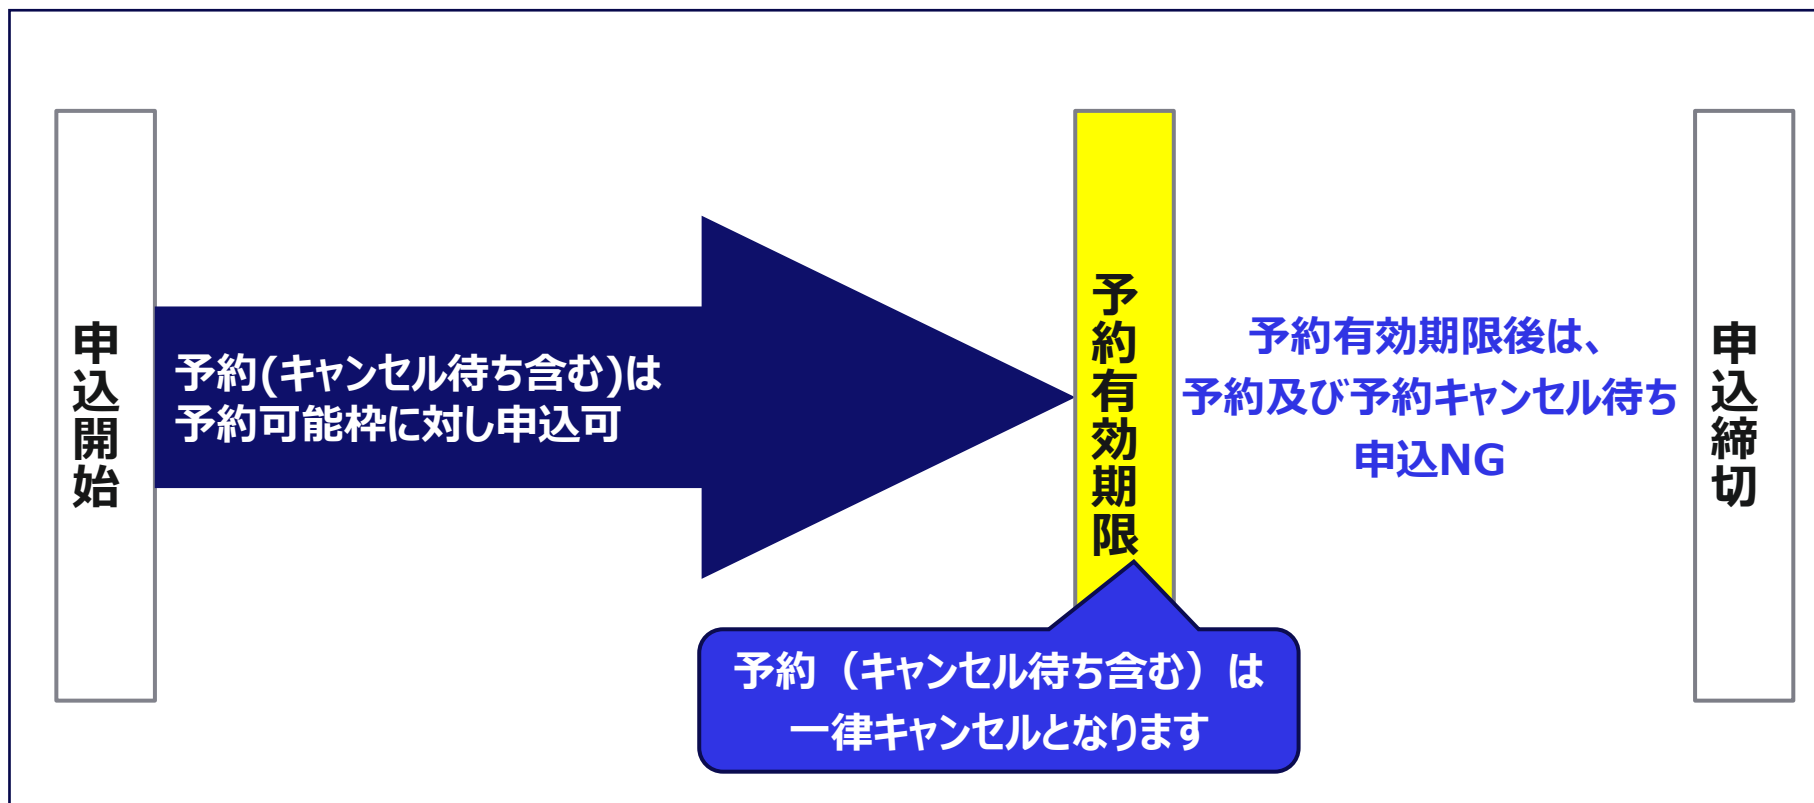 申込開始
予約(キャンセル待ち含む)は
予約可能枠に対し申込可
予約有効期限
予約有効期限後は、
予約及び予約キャンセル待ち
申込NG
申込締切
予約（キャンセル待ち含む）は
一律キャンセルとなります